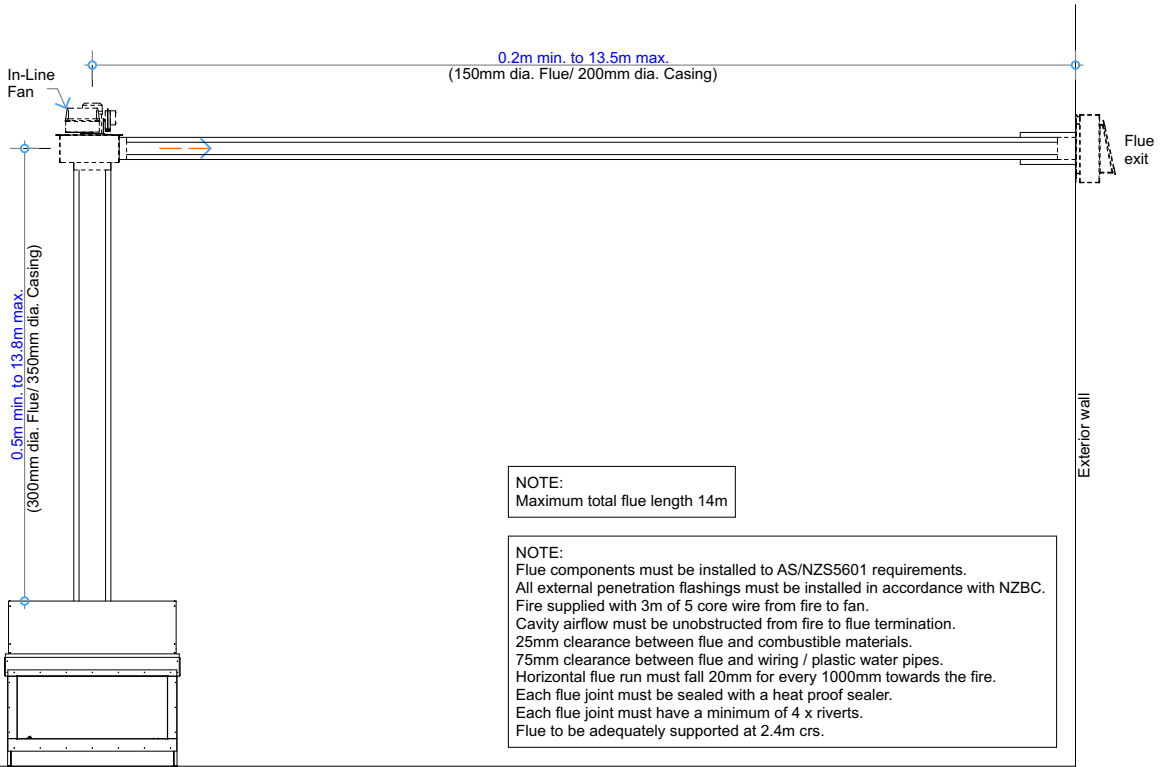 0.2m min. to 13.5m max.
(150mm dia. Flue/ 200mm dia. Casing)
In-Line
Fan
Flue
exit
0.5m min. to 13.8m max.
(300mm dia. Flue/ 350mm dia. Casing)
Exterior wall
NOTE:
Maximum total flue length 14m
NOTE:
Flue components must be installed to AS/NZS5601 requirements.
All external penetration flashings must be installed in accordance with NZBC.
Fire supplied with 3m of 5 core wire from fire to fan.
Cavity airflow must be unobstructed from fire to flue termination.
25mm clearance between flue and combustible materials.
75mm clearance between flue and wiring / plastic water pipes.
Horizontal flue run must fall 20mm for every 1000mm towards the fire.
Each flue joint must be sealed with a heat proof sealer.
Each flue joint must have a minimum of 4 x riverts.
Flue to be adequately supported at 2.4m crs.